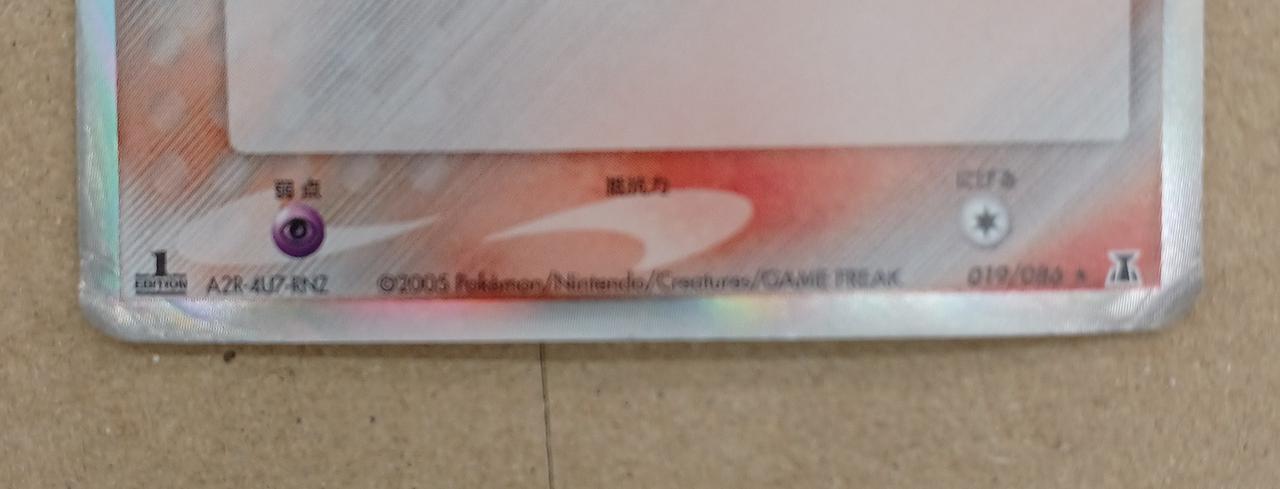 弱点 抵抗力 にげる
1 EDITION A2R-4U7-RN2 ©2005 Pokémon/Nintendo/Creatures/GAME FREAK 019/086 ★